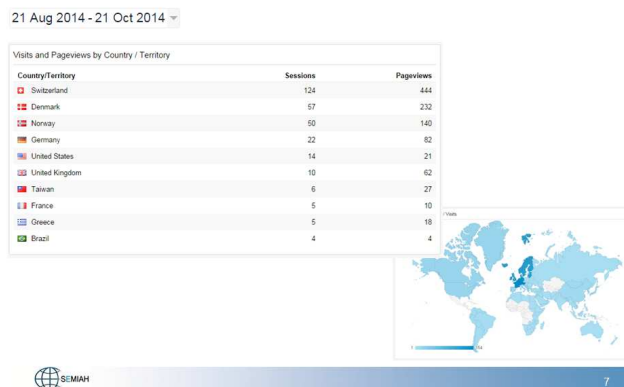 21 Aug 2014 - 21 Oct 2014
Visits and Pageviews by Country / Territory
Country/Territory Sessions Pageviews
Switzerland 124 444
Denmark 57 232
Norway 50 140
Germany 22 82
United States 14 21
United Kingdom 10 62
Taiwan 6 27
France 5 10
Greece 5 18
Brazil 4 4
/ Visits
SEMIAH
7